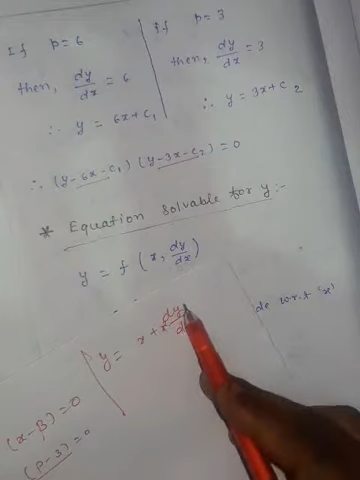 If p=6
then, dy/dx = 6
∴ y = 6x+c₁
if p=3
then, dy/dx = 3
∴ y = 3x+c₂
∴ (y-6x-c₁) (y-3x-c₂)=0
* Equation solvable for y:-
y = f (x, dy/dx)
y = x + x dy/d
de w.r.t 'x'
(x-β)=0
(p-3)=0